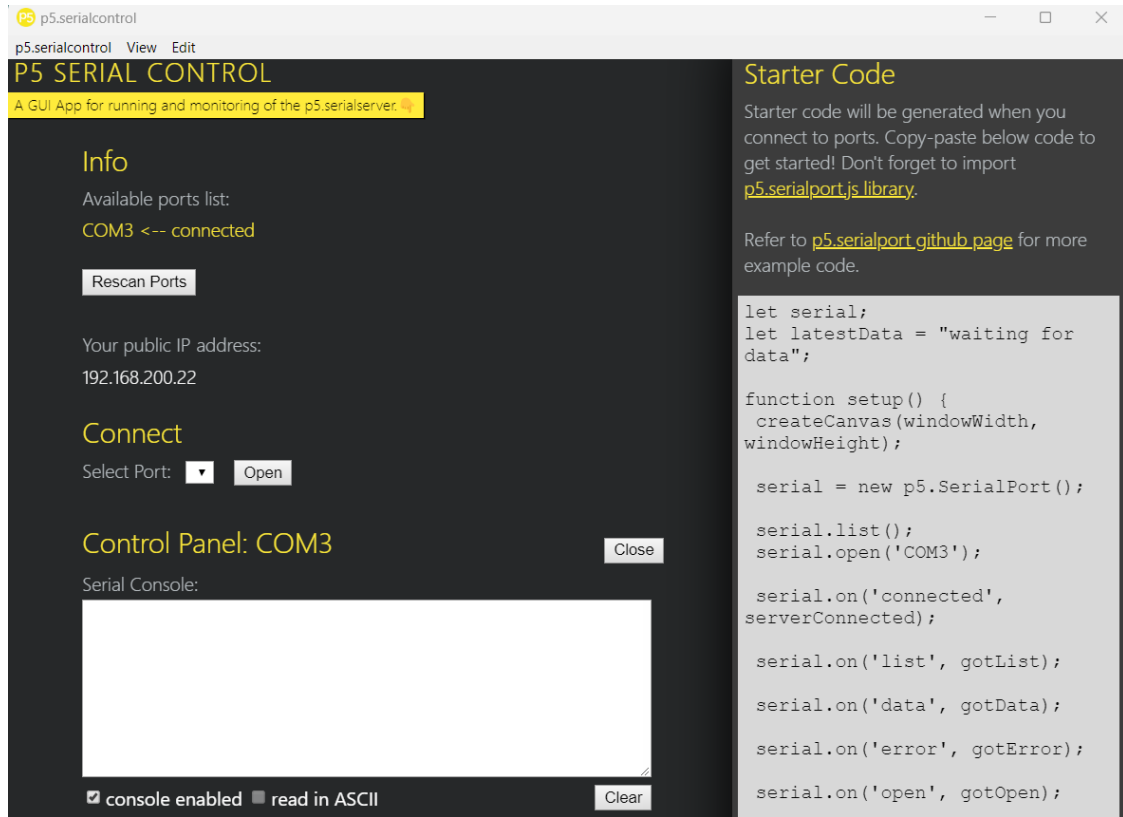 p5.serialcontrol
p5.serialcontrol View Edit
P5 SERIAL CONTROL
A GUI App for running and monitoring of the p5.serialserver.👇
Info
Available ports list:
COM3 <-- connected
Rescan Ports
Your public IP address:
192.168.200.22
Connect
Select Port: Open
Control Panel: COM3
Close
Serial Console:
console enabled read in ASCII
Clear
Starter Code
Starter code will be generated when you
connect to ports. Copy-paste below code to
get started! Don't forget to import
p5.serialport.js library.
Refer to p5.serialport github page for more
example code.
let serial;
let latestData = "waiting for
data";
function setup() {
createCanvas(windowWidth,
windowHeight);
serial = new p5.SerialPort();
serial.list();
serial.open('COM3');
serial.on('connected',
serverConnected);
serial.on('list', gotList);
serial.on('data', gotData);
serial.on('error', gotError);
serial.on('open', gotOpen);